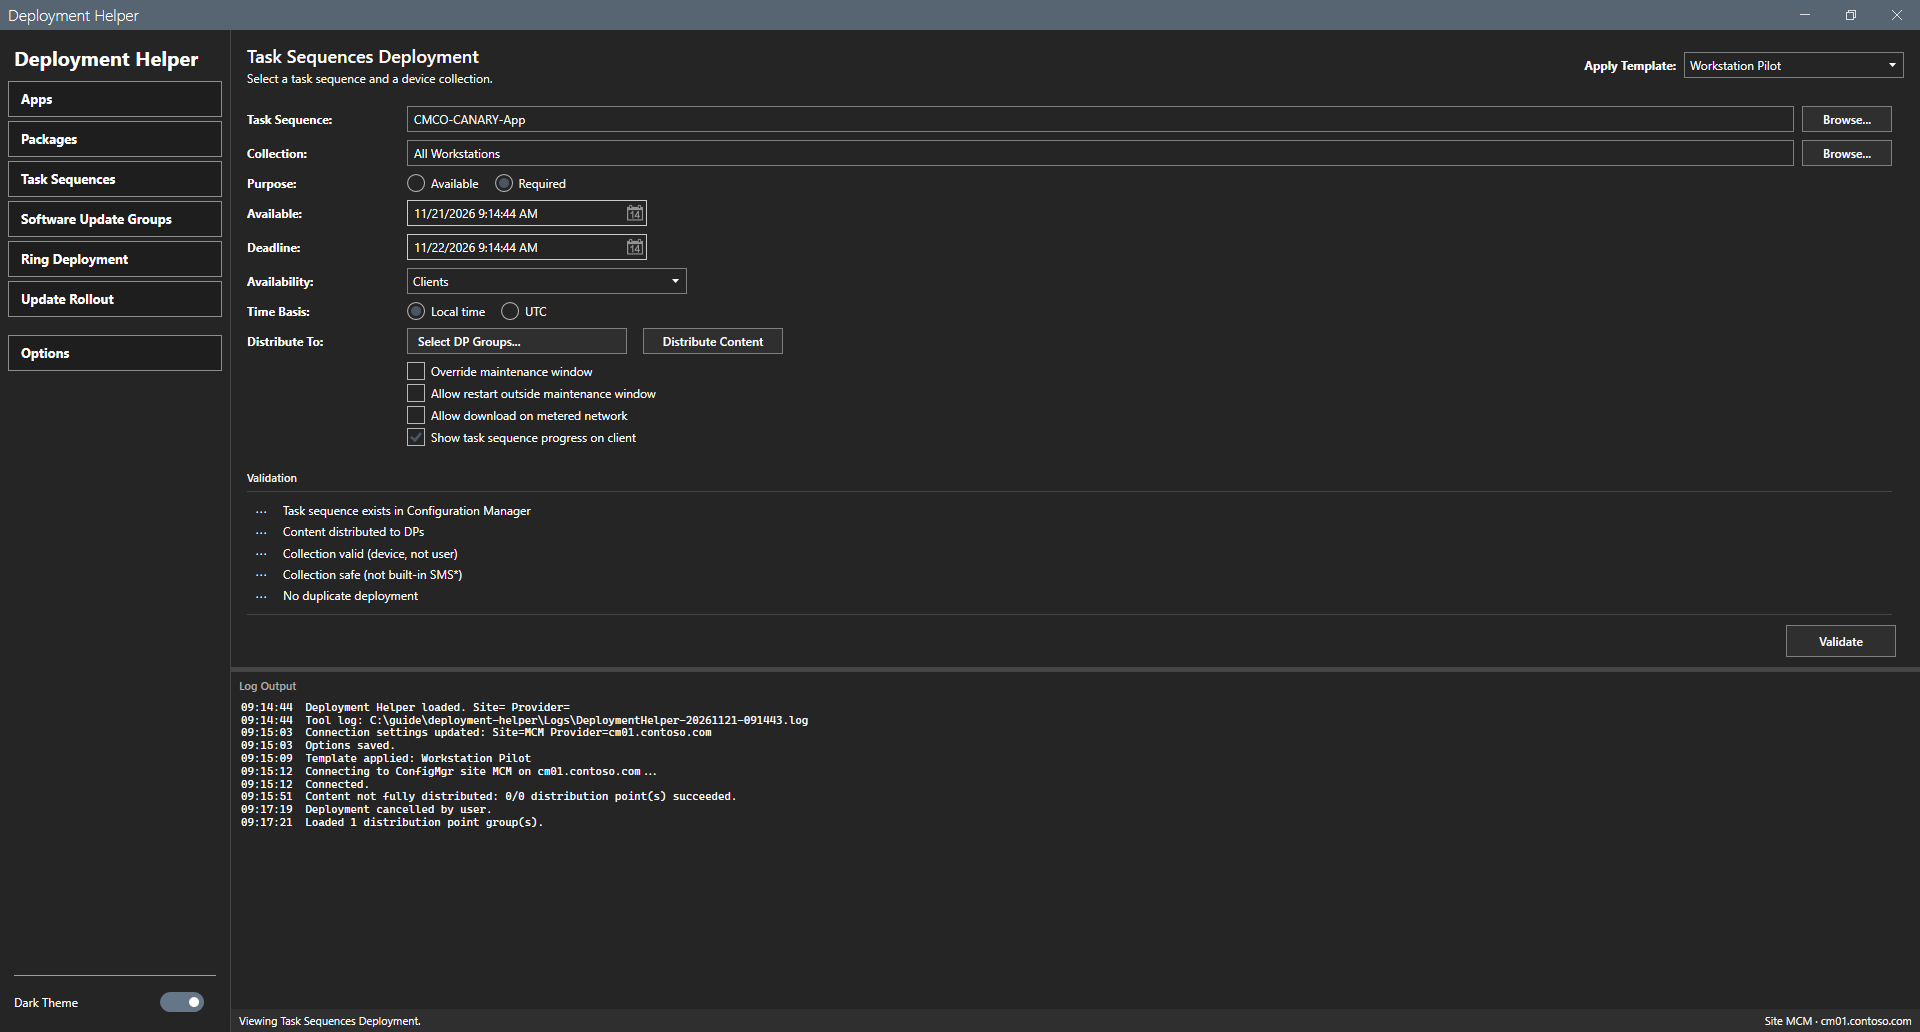 Deployment Helper
Deployment Helper
Apps
Packages
Task Sequences
Software Update Groups
Ring Deployment
Update Rollout
Options
Dark Theme
Task Sequences Deployment
Select a task sequence and a device collection.
Apply Template: Workstation Pilot
Task Sequence: CMCO-CANARY-App Browse...
Collection: All Workstations Browse...
Purpose: Available Required
Available: 11/21/2026 9:14:44 AM 14
Deadline: 11/22/2026 9:14:44 AM 14
Availability: Clients
Time Basis: Local time UTC
Distribute To: Select DP Groups... Distribute Content
Override maintenance window
Allow restart outside maintenance window
Allow download on metered network
Show task sequence progress on client
Validation
... Task sequence exists in Configuration Manager
... Content distributed to DPs
... Collection valid (device, not user)
... Collection safe (not built-in SMS*)
... No duplicate deployment
Validate
Log Output
09:14:44 Deployment Helper loaded. Site= Provider=
09:14:44 Tool log: C:\guide\deployment-helper\Logs\DeploymentHelper-20261121-091443.log
09:15:03 Connection settings updated: Site=MCM Provider=cm01.contoso.com
09:15:03 Options saved.
09:15:09 Template applied: Workstation Pilot
09:15:12 Connecting to ConfigMgr site MCM on cm01.contoso.com...
09:15:12 Connected.
09:15:51 Content not fully distributed: 0/0 distribution point(s) succeeded.
09:17:19 Deployment cancelled by user.
09:17:21 Loaded 1 distribution point group(s).
Viewing Task Sequences Deployment.
Site MCM · cm01.contoso.com